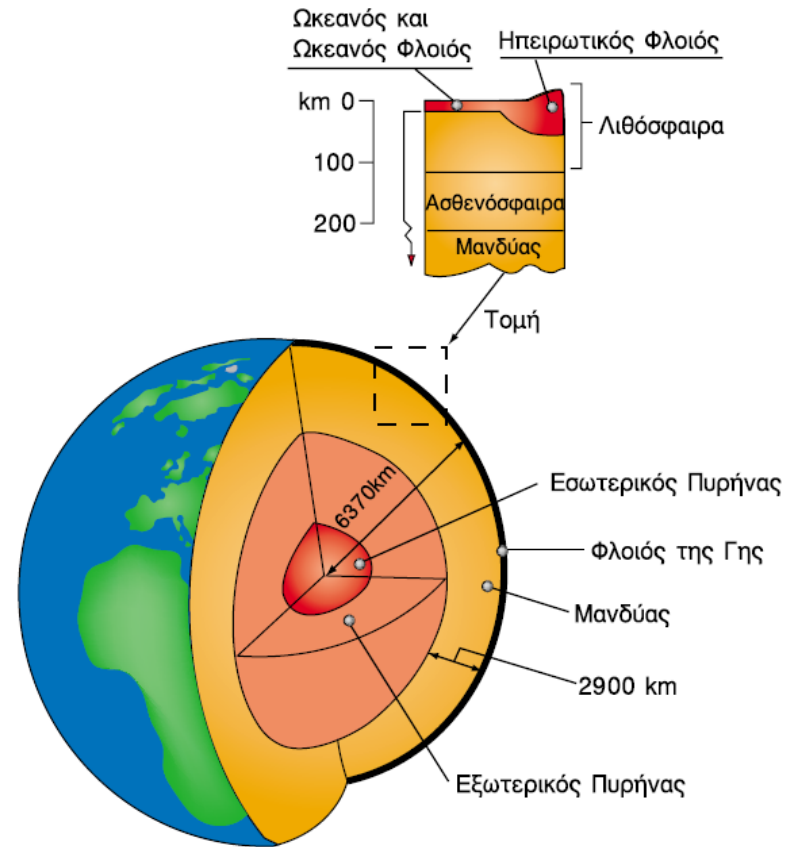 Ωκεανός και
Ωκεανός Φλοιός
Ηπειρωτικός Φλοιός
km 0
100
200
Λιθόσφαιρα
Ασθενόσφαιρα
Μανδύας
Τομή
6370km
Εσωτερικός Πυρήνας
Φλοιός της Γης
Μανδύας
2900 km
Εξωτερικός Πυρήνας